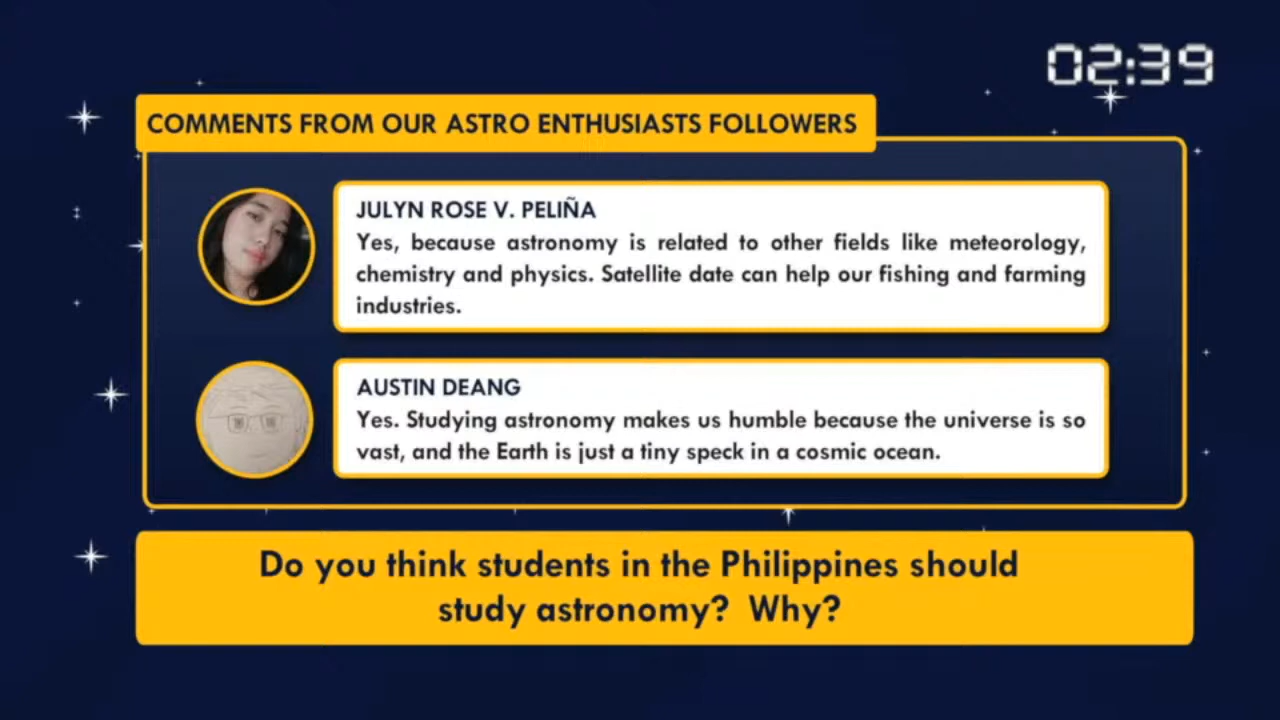 02:39
COMMENTS FROM OUR ASTRO ENTHUSIASTS FOLLOWERS
JULYN ROSE V. PELIÑA
Yes, because astronomy is related to other fields like meteorology,
chemistry and physics. Satellite date can help our fishing and farming
industries.
AUSTIN DEANG
Yes. Studying astronomy makes us humble because the universe is so
vast, and the Earth is just a tiny speck in a cosmic ocean.
Do you think students in the Philippines should
study astronomy? Why?